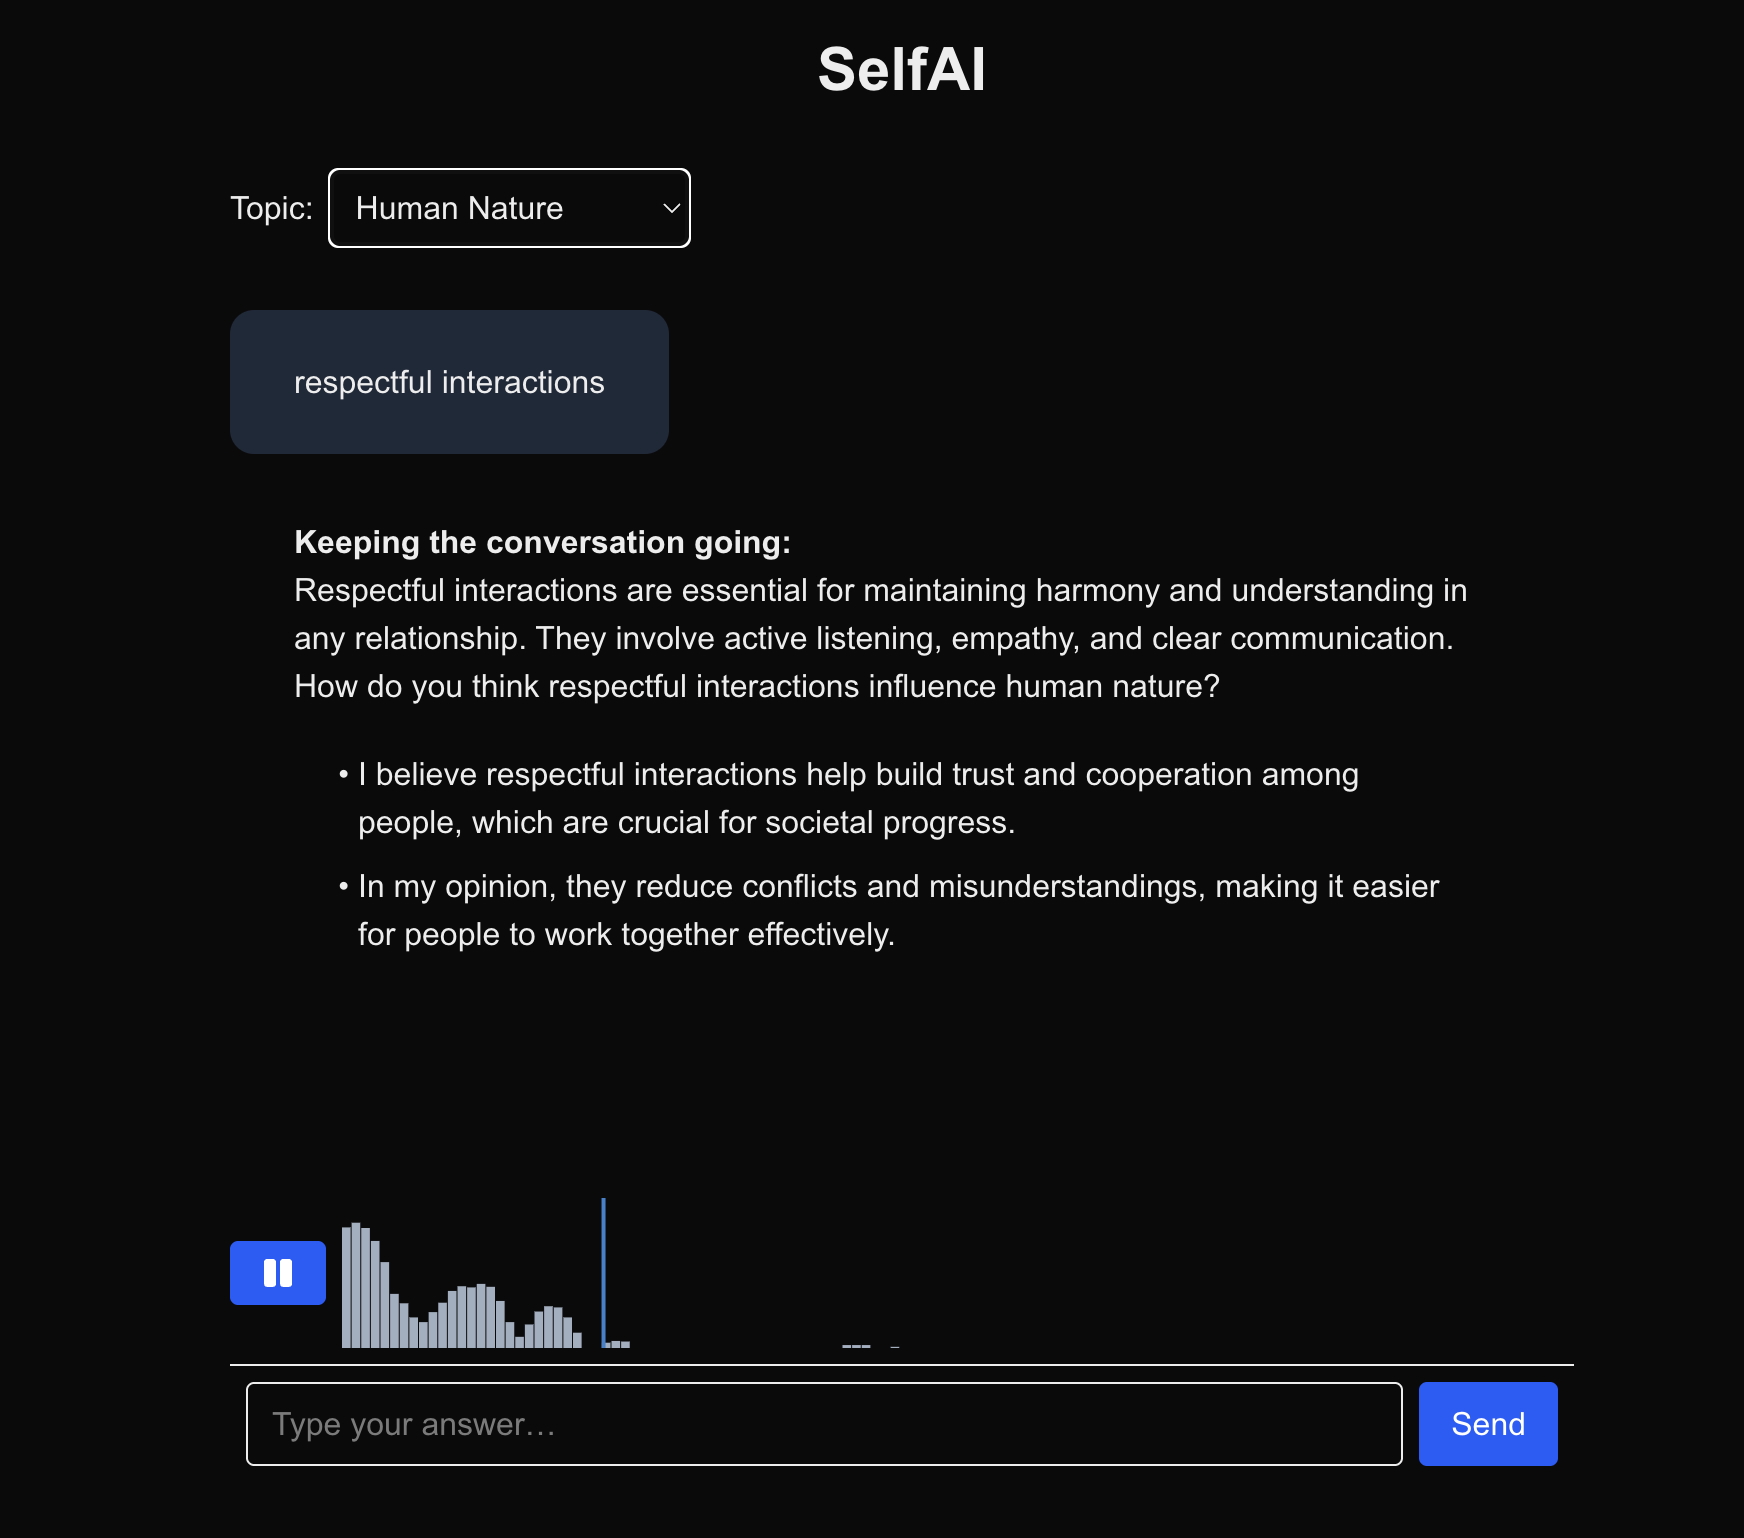 SelfAI
Topic: Human Nature
respectful interactions
Keeping the conversation going:
Respectful interactions are essential for maintaining harmony and understanding in
any relationship. They involve active listening, empathy, and clear communication.
How do you think respectful interactions influence human nature?
• I believe respectful interactions help build trust and cooperation among
people, which are crucial for societal progress.
• In my opinion, they reduce conflicts and misunderstandings, making it easier
for people to work together effectively.
Type your answer… Send